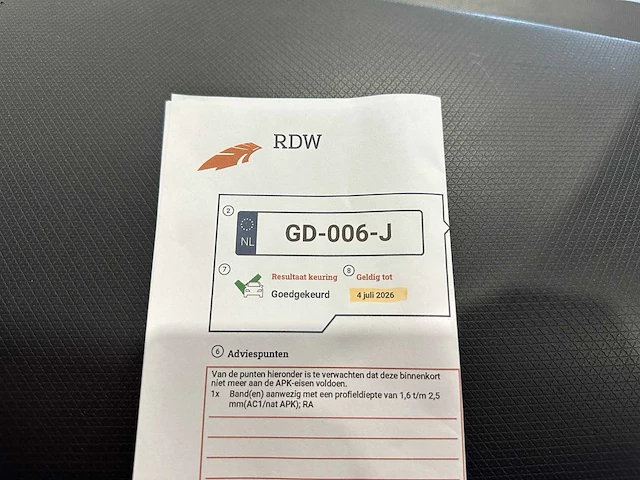 RDW
2
NL
GD-006-J
7
Resultaat keuring
8
Geldig tot
Goedgekeurd
4 juli 2026
6 Adviespunten
Van de punten hieronder is te verwachten dat deze binnenkort
niet meer aan de APK-eisen voldoen.
1x Band(en) aanwezig met een profieldiepte van 1,6 t/m 2,5
mm(AC1/nat APK); RA